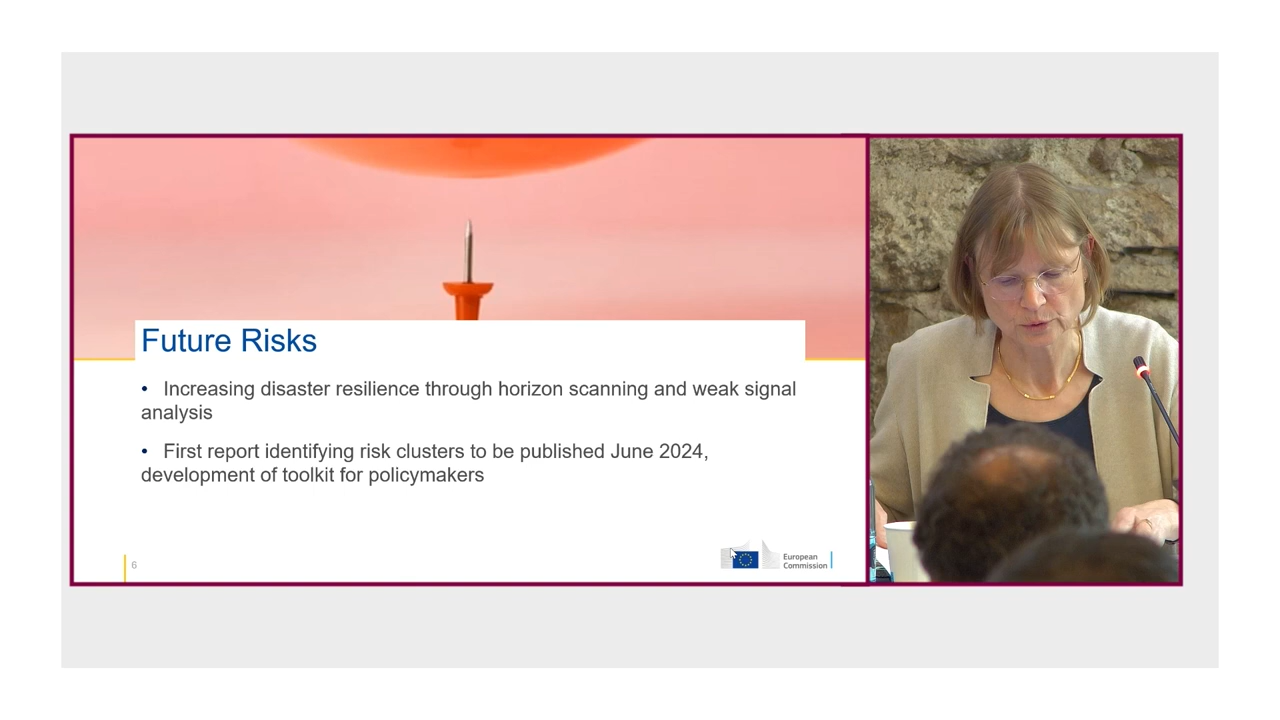 Future Risks
• Increasing disaster resilience through horizon scanning and weak signal
analysis
• First report identifying risk clusters to be published June 2024,
development of toolkit for policymakers
6
European
Commission